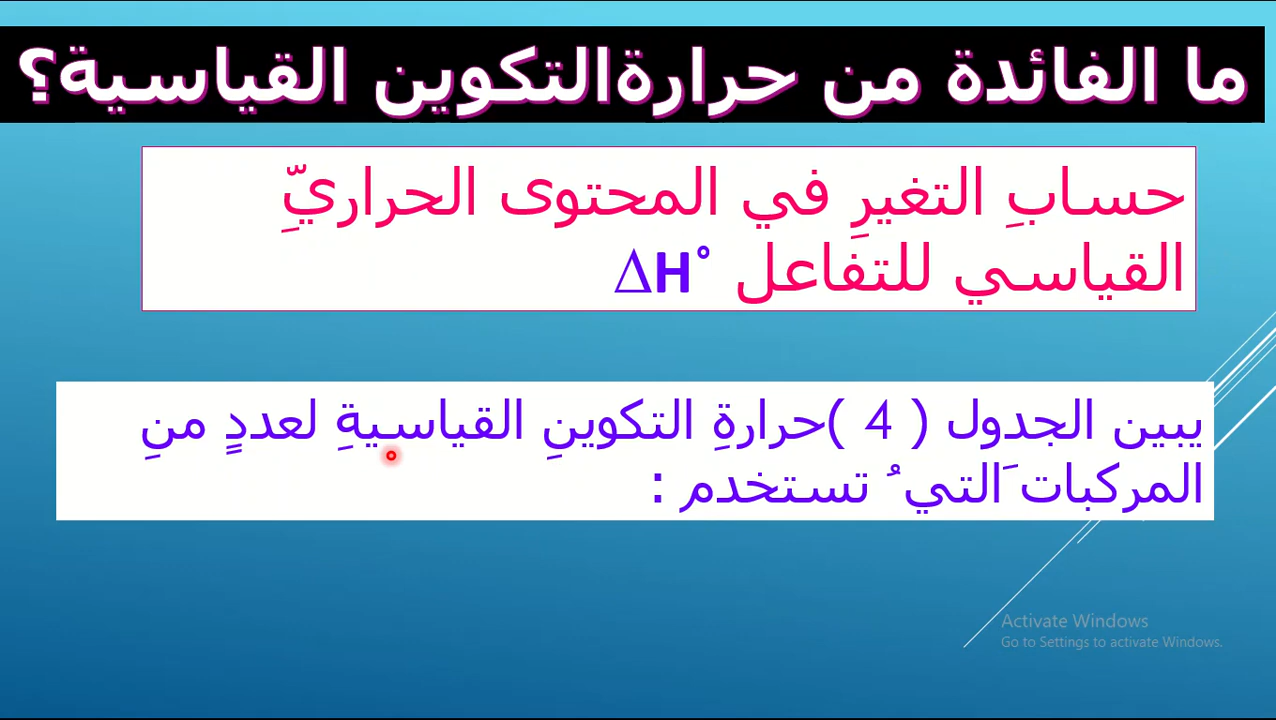 ما الفائدة من حرارةالتكوين القياسية؟
حسابِ التغيرِ في المحتوى الحراريِّ
القياسي للتفاعل ΔH°
يبين الجدول ( 4 )حرارةِ التكوينِ القياسيةِ لعددٍ منِ
المركبات َالتي ُ تستخدم :
Activate Windows
Go to Settings to activate Windows.